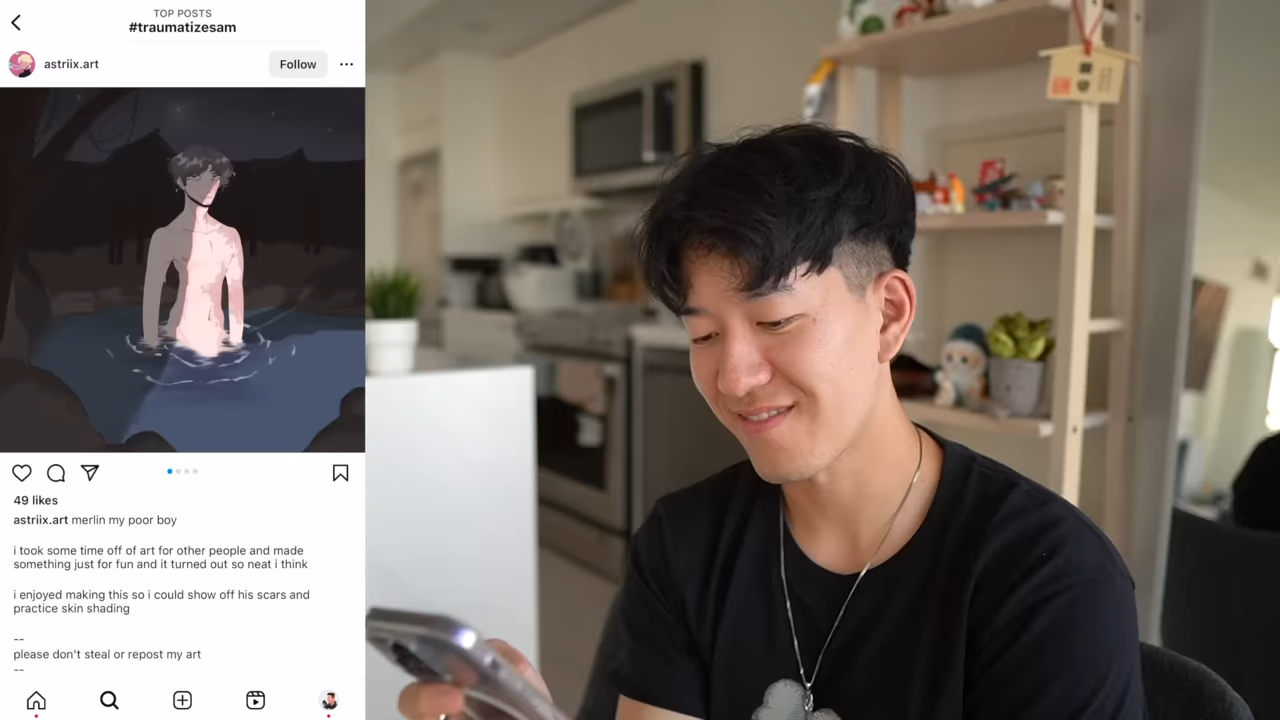 TOP POSTS
#traumatizesam
astriix.art
Follow
49 likes
astriix.art merlin my poor boy
i took some time off of art for other people and made
something just for fun and it turned out so neat i think
i enjoyed making this so i could show off his scars and
practice skin shading
--
please don't steal or repost my art
--